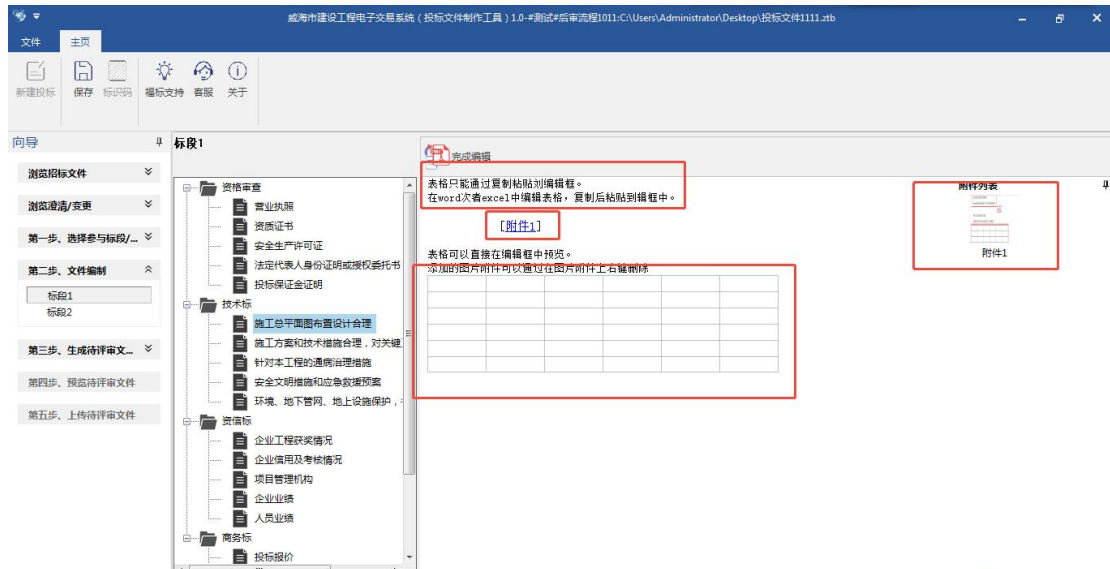 威海市建设工程电子交易系统(投标文件制作工具)1.0-#测试#后审流程1011:C:\Users\Administrator\Desktop\投标文件1111.ztb
文件 主页
新建投标 保存 标识码 福标支持 客服 关于
向导
浏览招标文件
浏览澄清/变更
第一步、选择参与标段/...
第二步、文件编制
标段1
标段2
第三步、生成待评审文...
第四步、预览待评审文件
第五步、上传待评审文件
标段1
资格审查
营业执照
资质证书
安全生产许可证
法定代表人身份证明或授权委托书
投标保证金证明
技术标
施工总平面图布置设计合理
施工方案和技术措施合理,对关键
针对本工程的通病治理措施
安全文明措施和应急救援预案
环境、地下管网、地上设施保护,
资信标
企业工程获奖情况
企业信用及考核情况
项目管理机构
企业业绩
人员业绩
商务标
投标报价
完成编辑
表格只能通过复制粘贴到编辑框。
在word次者excel中编辑表格,复制后粘贴到辑框中。
[附件1]
表格可以直接在编辑框中预览。
添加的图片附件可以通过在图片附件上右键删除
附件列表
附件1